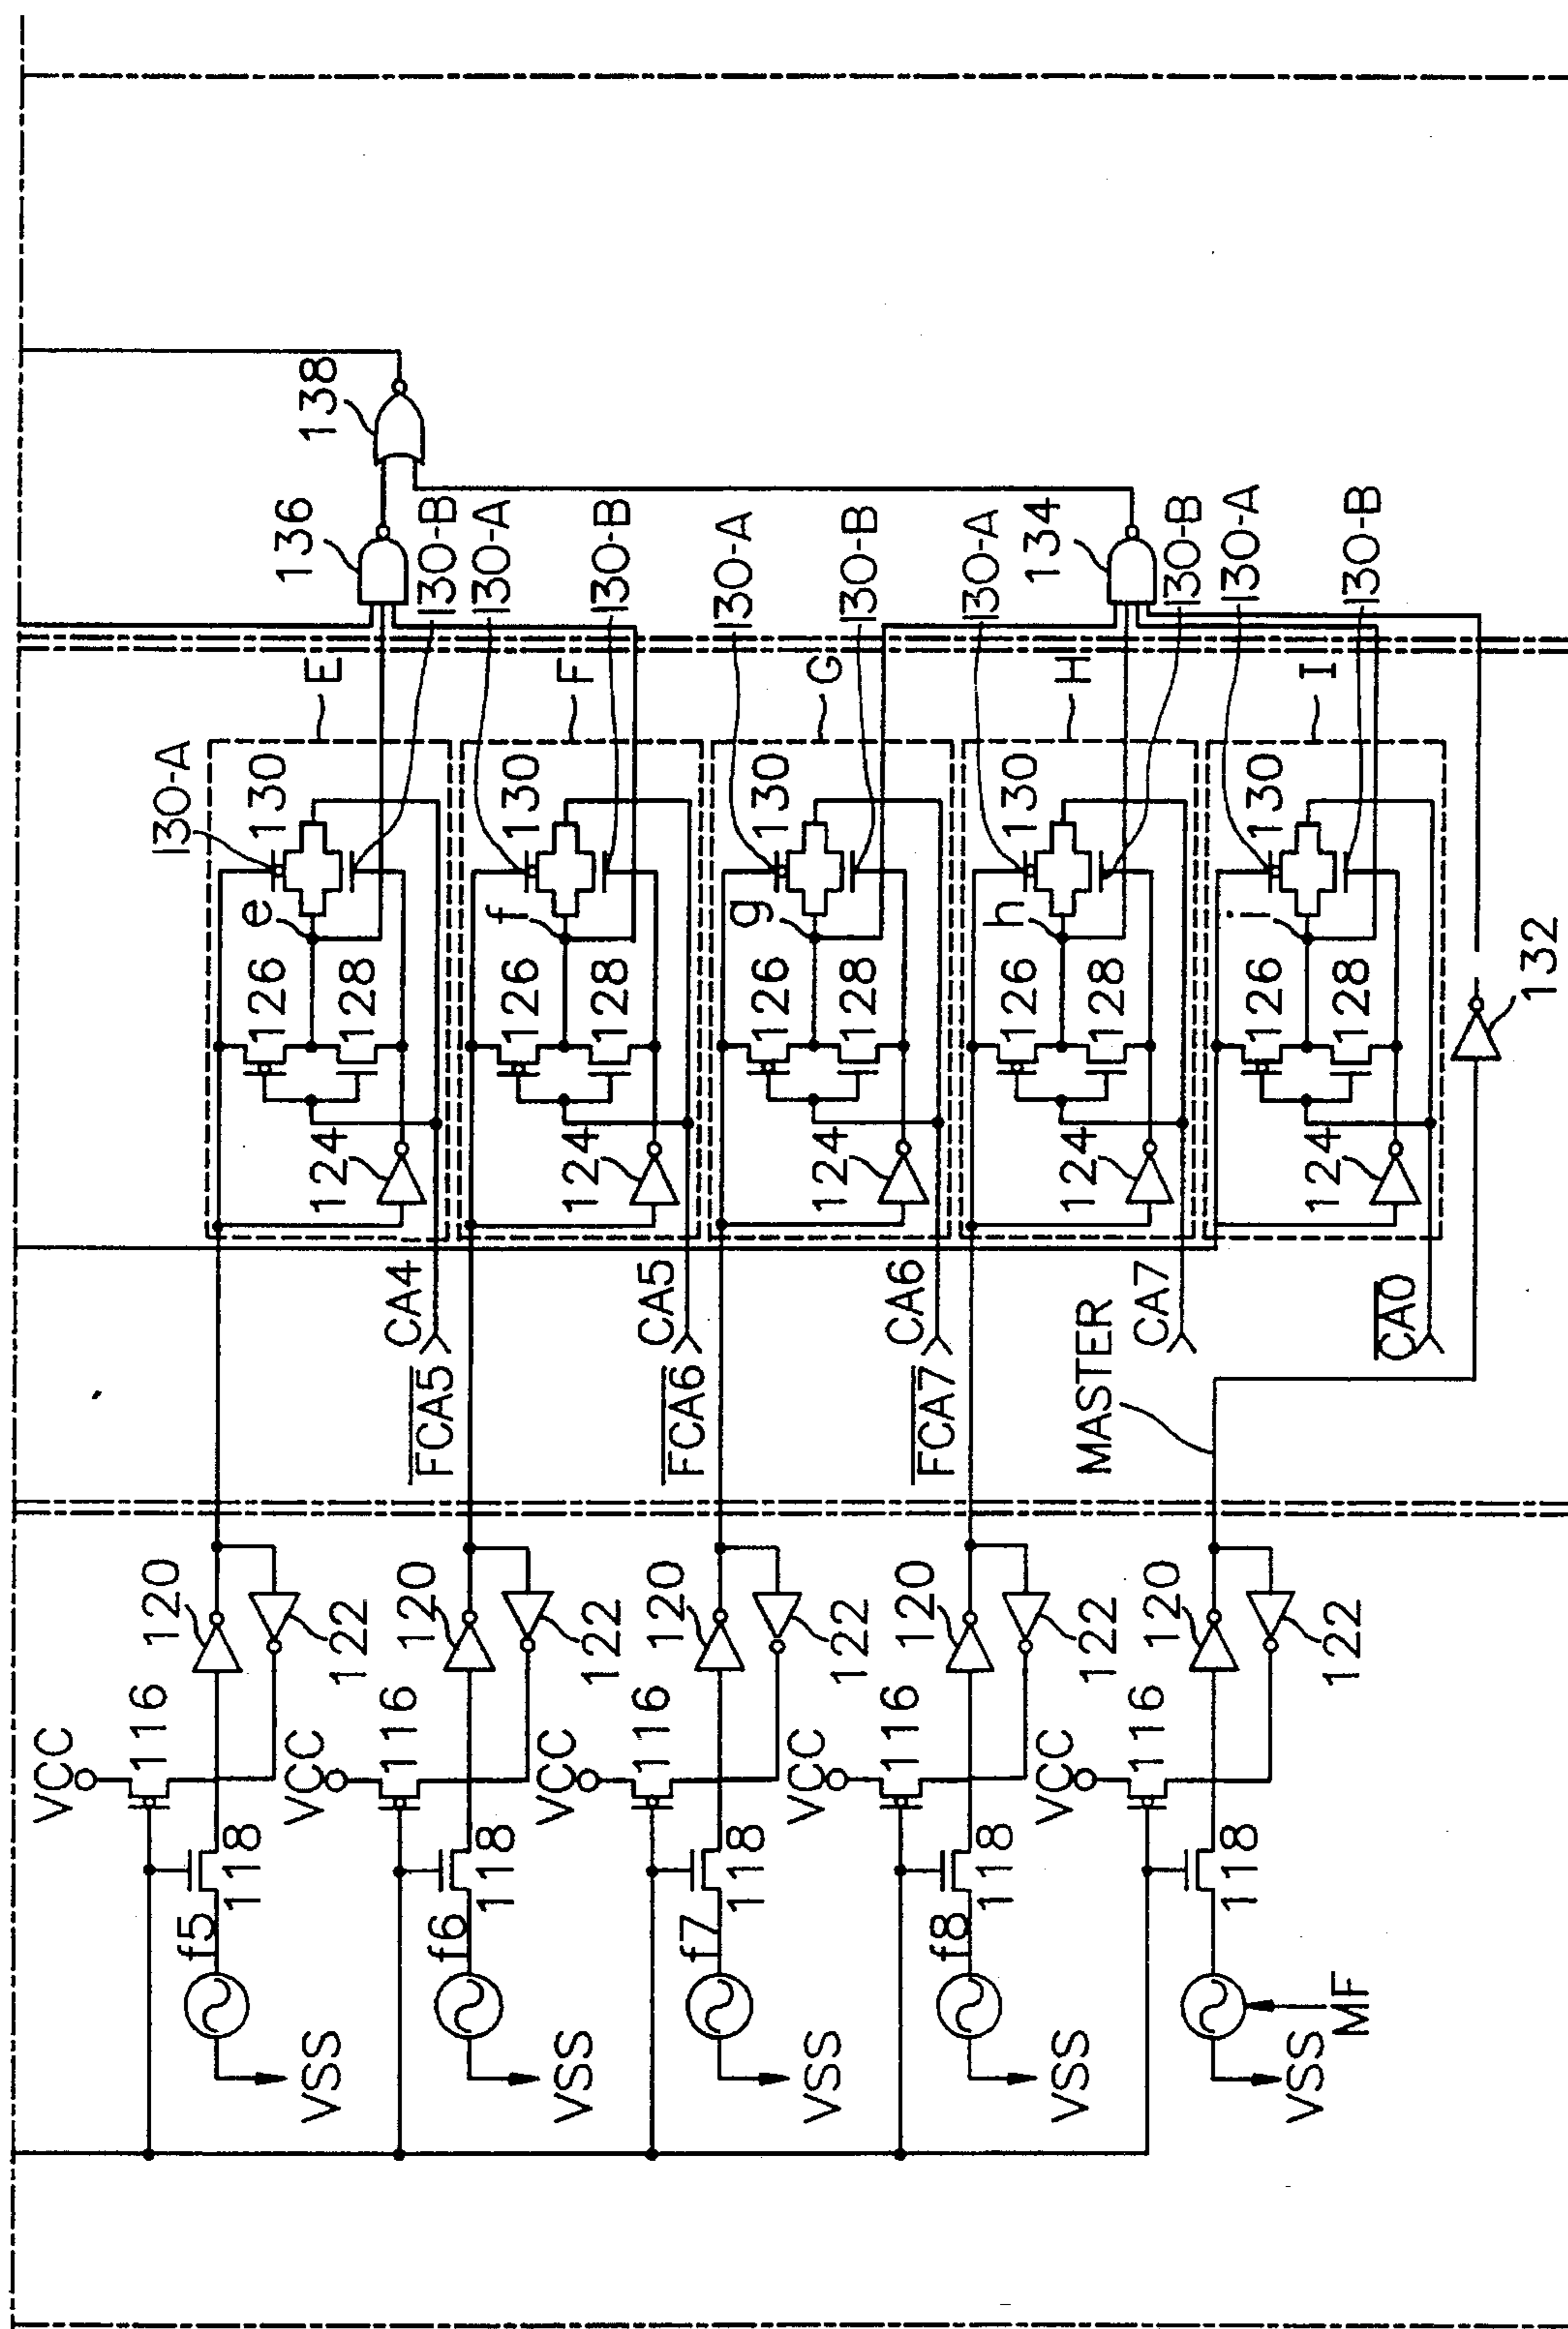 VCC
116
120
f5
118
122
VSS
130-A
e
130
126
128
124
E
130-B
CA4
136
138
VCC
116
120
f6
118
122
VSS
FCA5
130-A
f
130
126
128
124
F
130-B
CA5
VCC
116
120
f7
118
122
VSS
FCA6
130-A
g
130
126
128
124
G
130-B
CA6
VCC
116
120
f8
118
122
VSS
FCA7
130-A
h
130
126
128
124
H
130-B
CA7
134
VCC
116
120
118
122
VSS
MF
MASTER
130-A
i
130
126
128
124
I
130-B
CA0
132